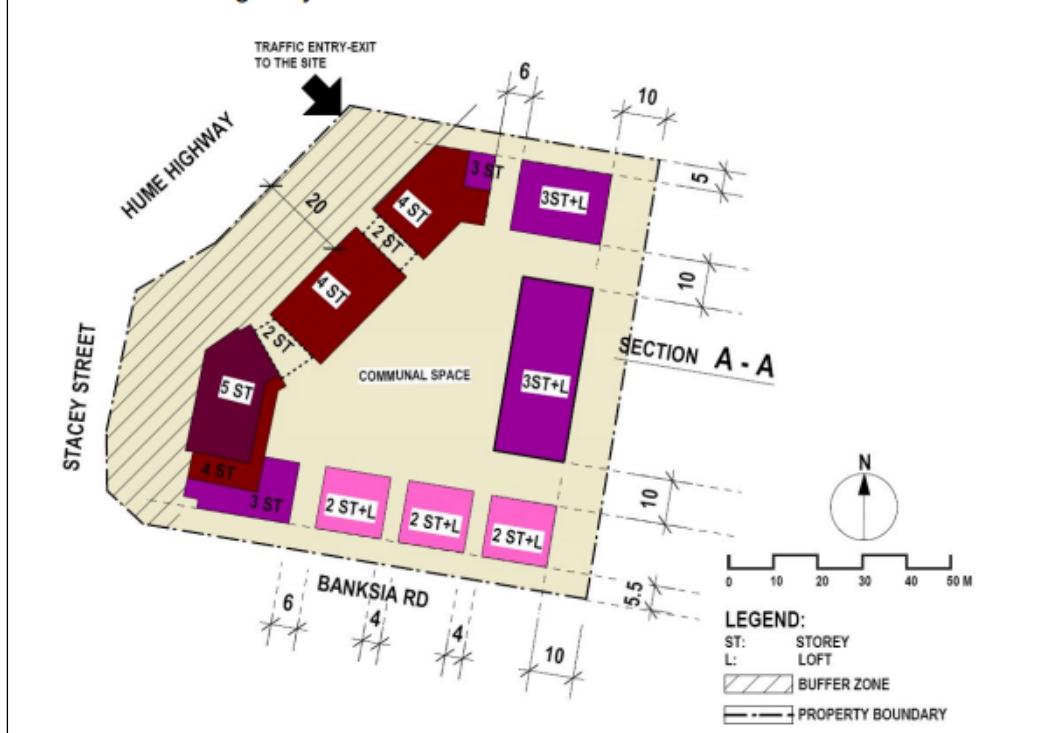 TRAFFIC ENTRY-EXIT
TO THE SITE
HUME HIGHWAY
6
10
5
3 ST
3ST+L
4 ST
20
2 ST
4 ST
10
2 ST
SECTION A - A
STACEY STREET
COMMUNAL SPACE
3ST+L
5 ST
4 ST
3 ST
2 ST+L
2 ST+L
2 ST+L
10
N
BANKSIA RD
5.5
6
4
4
10
0 10 20 30 40 50 M
LEGEND:
ST: STOREY
L: LOFT
BUFFER ZONE
PROPERTY BOUNDARY